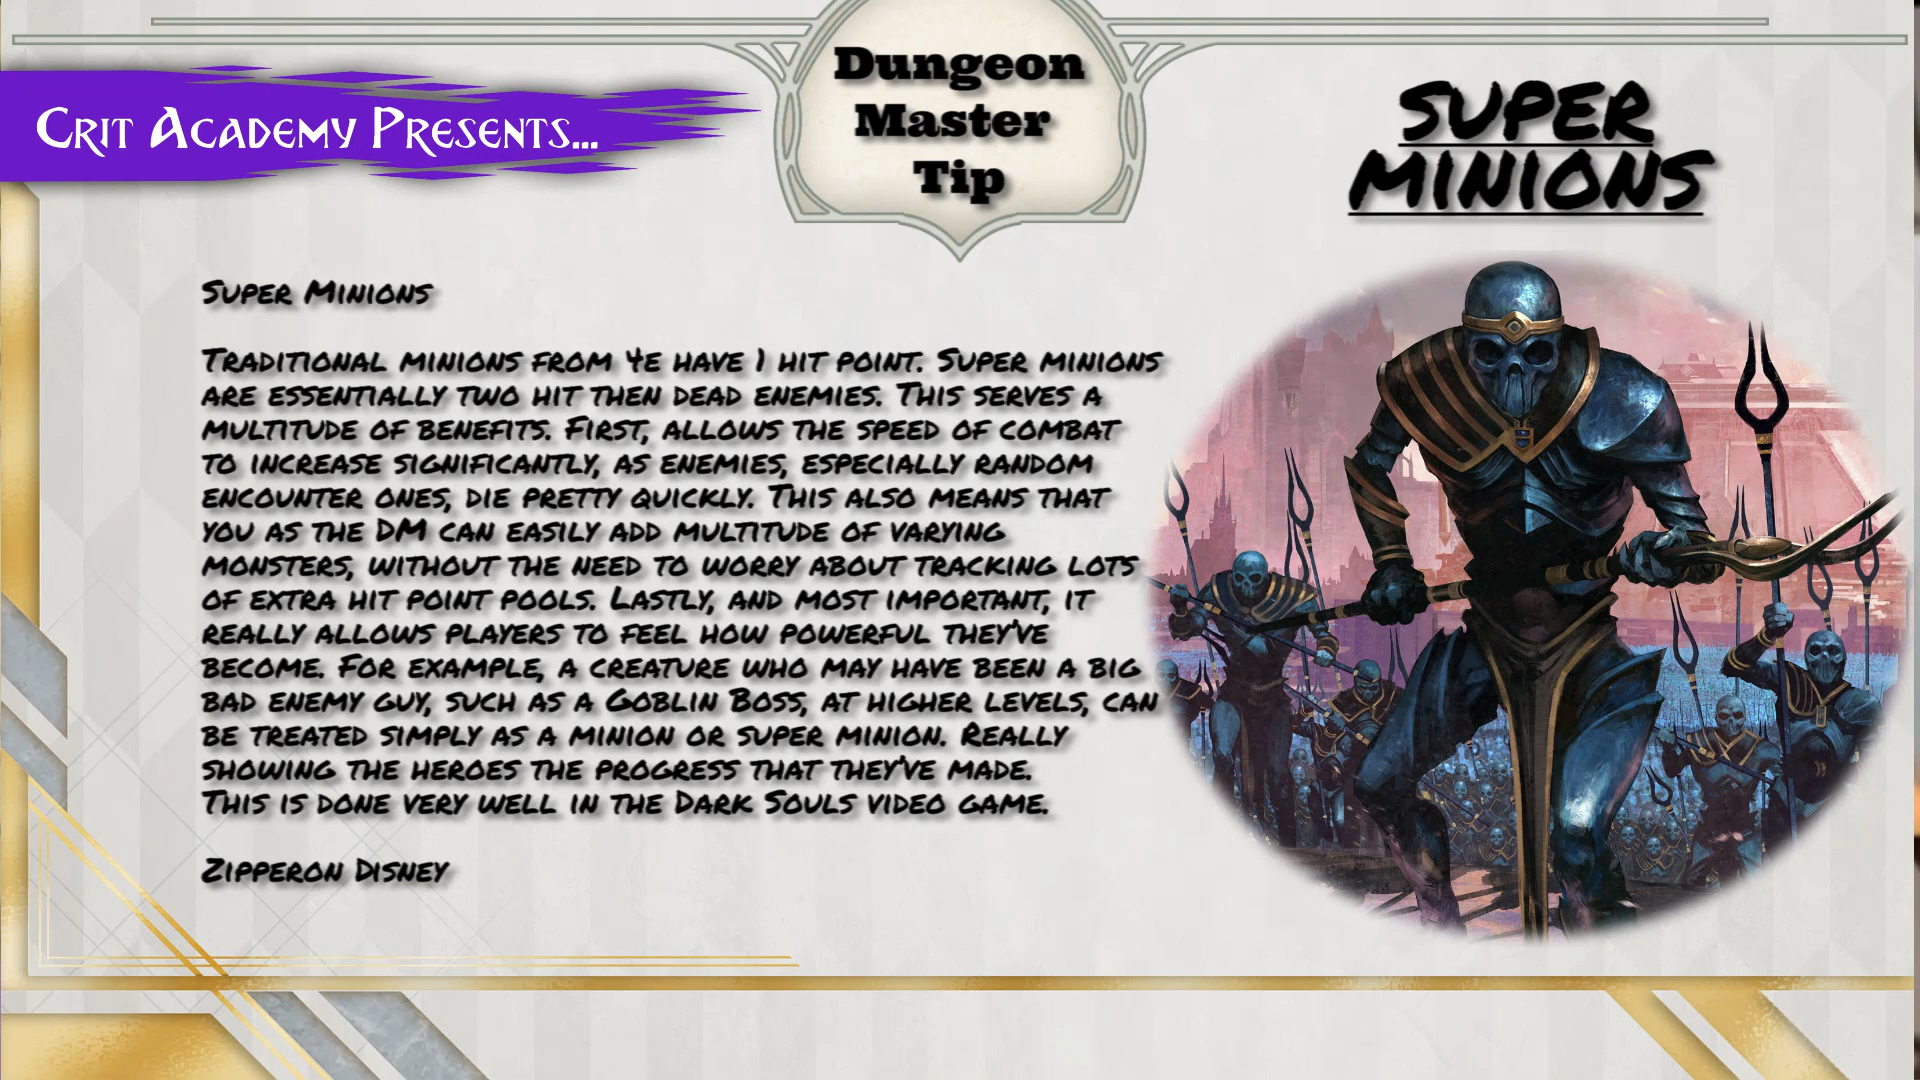 Crit Academy Presents...
Dungeon
Master
Tip
SUPER
MINIONS
Super Minions
Traditional minions from 4e have 1 hit point. Super minions
are essentially two hit then dead enemies. This serves a
multitude of benefits. First, allows the speed of combat
to increase significantly, as enemies, especially random
encounter ones, die pretty quickly. This also means that
you as the DM can easily add multitude of varying
monsters, without the need to worry about tracking lots
of extra hit point pools. Lastly, and most important, it
really allows players to feel how powerful they've
become. For example, a creature who may have been a big
bad enemy guy, such as a Goblin Boss, at higher levels, can
be treated simply as a minion or super minion. Really
showing the heroes the progress that they've made.
This is done very well in the Dark Souls video game.
Zipperon Disney